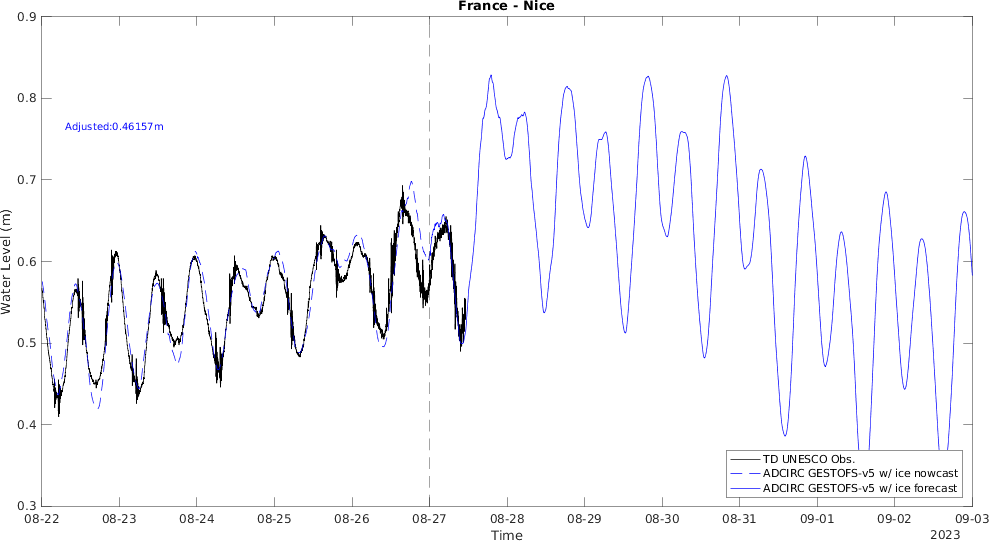 France - Nice
0.9
0.8
0.7
0.6
0.5
0.4
0.3
Water Level (m)
Adjusted:0.46157m
TD UNESCO Obs.
ADCIRC GESTOFS-v5 w/ ice nowcast
ADCIRC GESTOFS-v5 w/ ice forecast
08-22 08-23 08-24 08-25 08-26 08-27 08-28 08-29 08-30 08-31 09-01 09-02 09-03
Time
2023